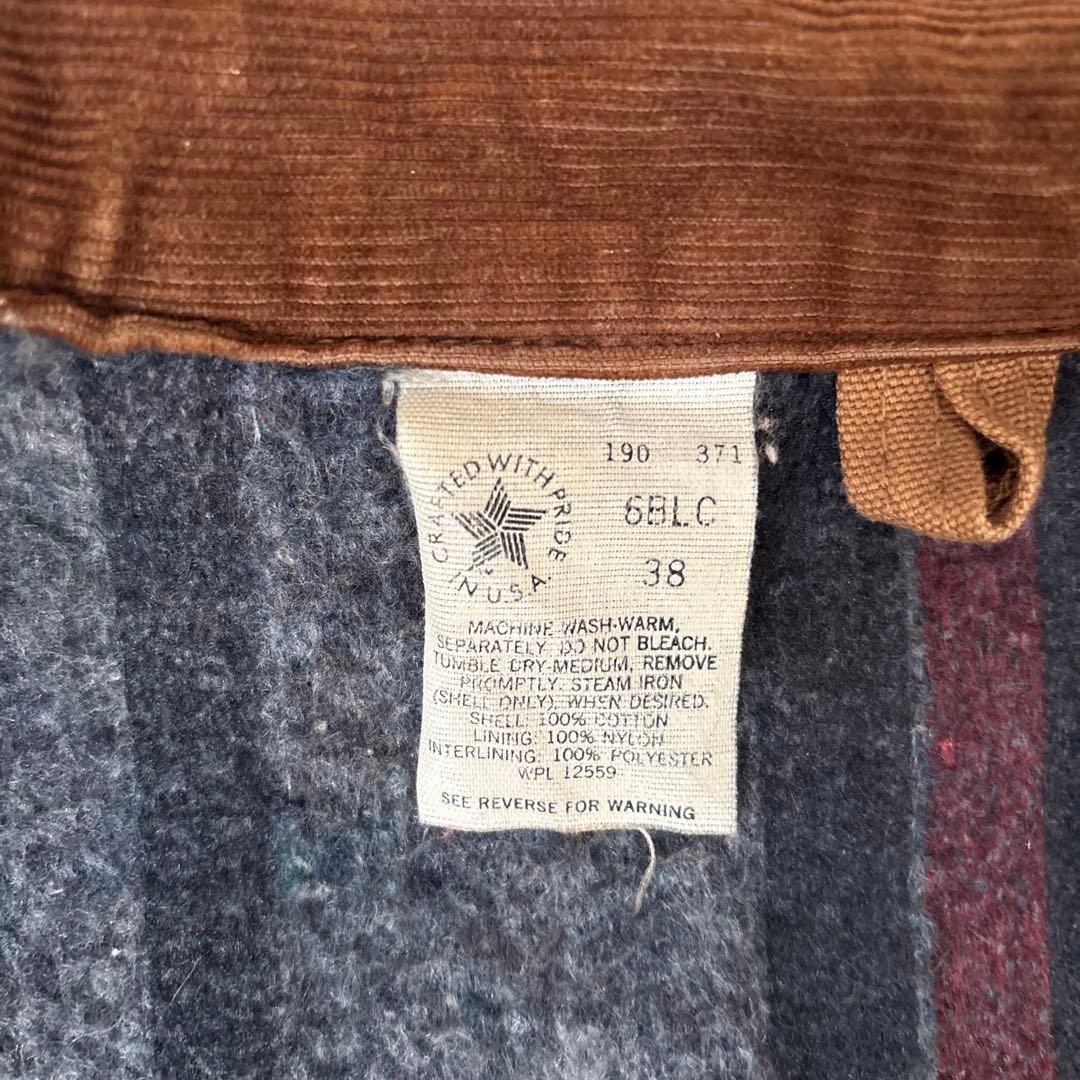 CRAFTED WITH PRIDE
IN U.S.A.
190 371
6BLC
38
MACHINE WASH-WARM,
SEPARATELY. DO NOT BLEACH.
TUMBLE DRY-MEDIUM, REMOVE
PROMPTLY. STEAM IRON
(SHELL ONLY), WHEN DESIRED.
SHELL: 100% COTTON
LINING: 100% NYLON
INTERLINING: 100% POLYESTER
WPL 12559
SEE REVERSE FOR WARNING